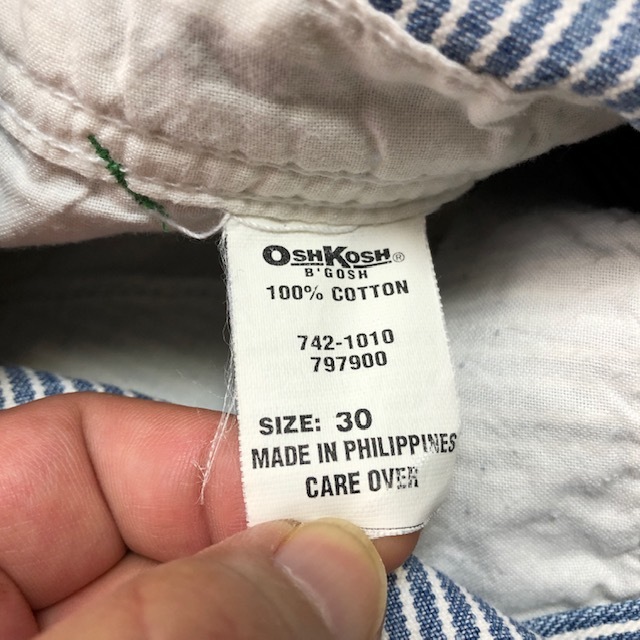 OSHKOSH®
B'GOSH
100% COTTON
742-1010
797900
SIZE: 30
MADE IN PHILIPPINES
CARE OVER